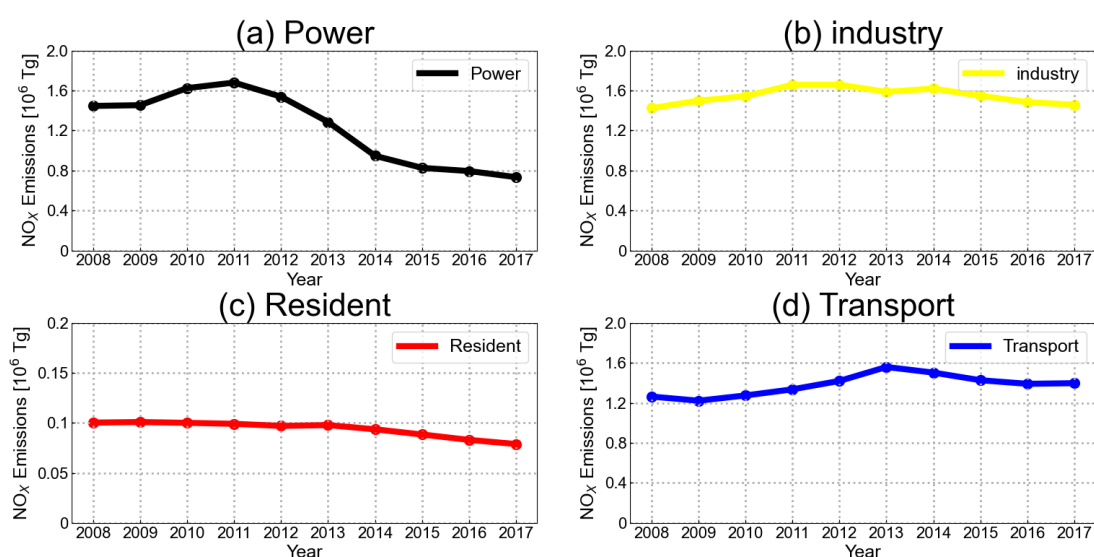 (a) Power
NOX Emissions [10^6 Tg]
2.0
1.6
1.2
0.8
0.4
0
Power
2008 2009 2010 2011 2012 2013 2014 2015 2016 2017
Year
(b) industry
NOX Emissions [10^6 Tg]
2.0
1.6
1.2
0.8
0.4
0
industry
2008 2009 2010 2011 2012 2013 2014 2015 2016 2017
Year
(c) Resident
NOX Emissions [10^6 Tg]
0.2
0.15
0.1
0.05
0
Resident
2008 2009 2010 2011 2012 2013 2014 2015 2016 2017
Year
(d) Transport
NOX Emissions [10^6 Tg]
2.0
1.6
1.2
0.8
0.4
0
Transport
2008 2009 2010 2011 2012 2013 2014 2015 2016 2017
Year